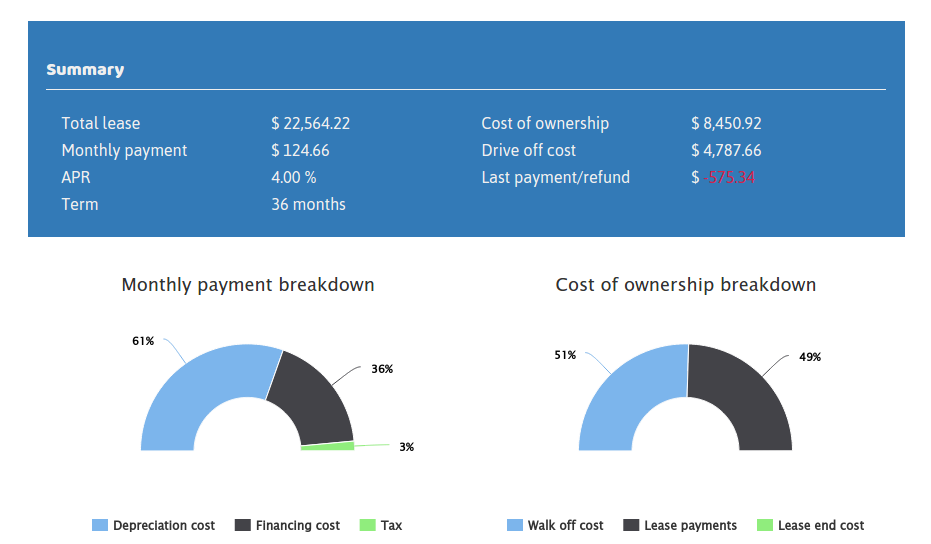 Summary
Total lease $ 22,564.22 Cost of ownership $ 8,450.92
Monthly payment $ 124.66 Drive off cost $ 4,787.66
APR 4.00 % Last payment/refund $ -575.34
Term 36 months
Monthly payment breakdown
61%
36%
3%
Depreciation cost Financing cost Tax
Cost of ownership breakdown
51%
49%
Walk off cost Lease payments Lease end cost